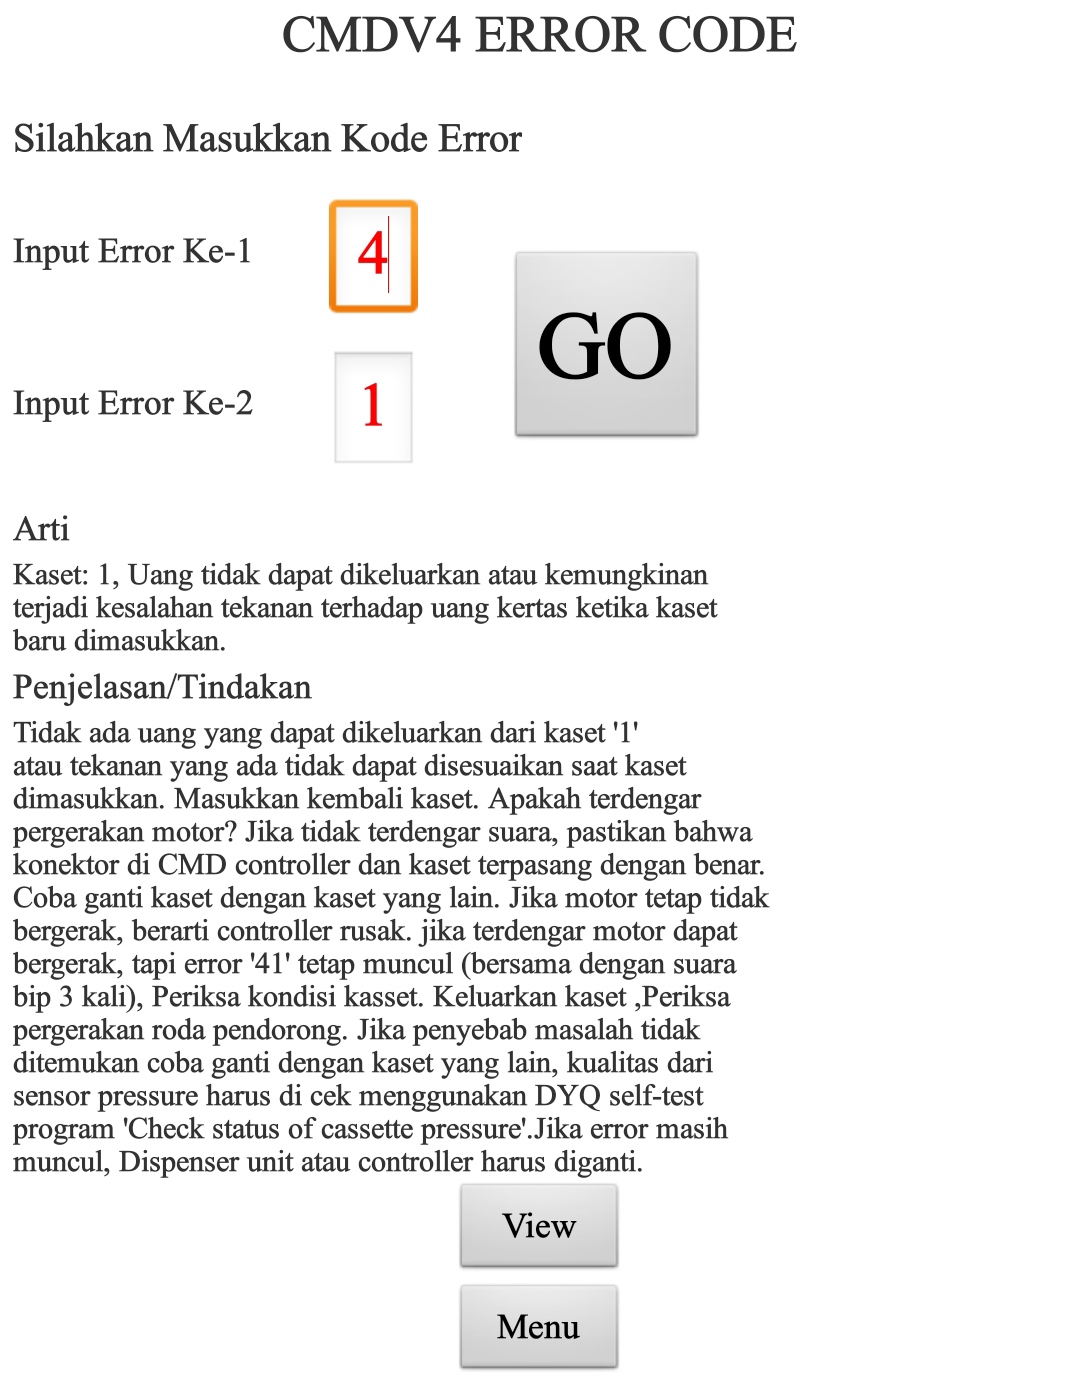 CMDV4 ERROR CODE
Silahkan Masukkan Kode Error
Input Error Ke-1
4
GO
Input Error Ke-2
1
Arti
Kaset: 1, Uang tidak dapat dikeluarkan atau kemungkinan
terjadi kesalahan tekanan terhadap uang kertas ketika kaset
baru dimasukkan.
Penjelasan/Tindakan
Tidak ada uang yang dapat dikeluarkan dari kaset '1'
atau tekanan yang ada tidak dapat disesuaikan saat kaset
dimasukkan. Masukkan kembali kaset. Apakah terdengar
pergerakan motor? Jika tidak terdengar suara, pastikan bahwa
konektor di CMD controller dan kaset terpasang dengan benar.
Coba ganti kaset dengan kaset yang lain. Jika motor tetap tidak
bergerak, berarti controller rusak. jika terdengar motor dapat
bergerak, tapi error '41' tetap muncul (bersama dengan suara
bip 3 kali), Periksa kondisi kasset. Keluarkan kaset ,Periksa
pergerakan roda pendorong. Jika penyebab masalah tidak
ditemukan coba ganti dengan kaset yang lain, kualitas dari
sensor pressure harus di cek menggunakan DYQ self-test
program 'Check status of cassette pressure'.Jika error masih
muncul, Dispenser unit atau controller harus diganti.
View
Menu